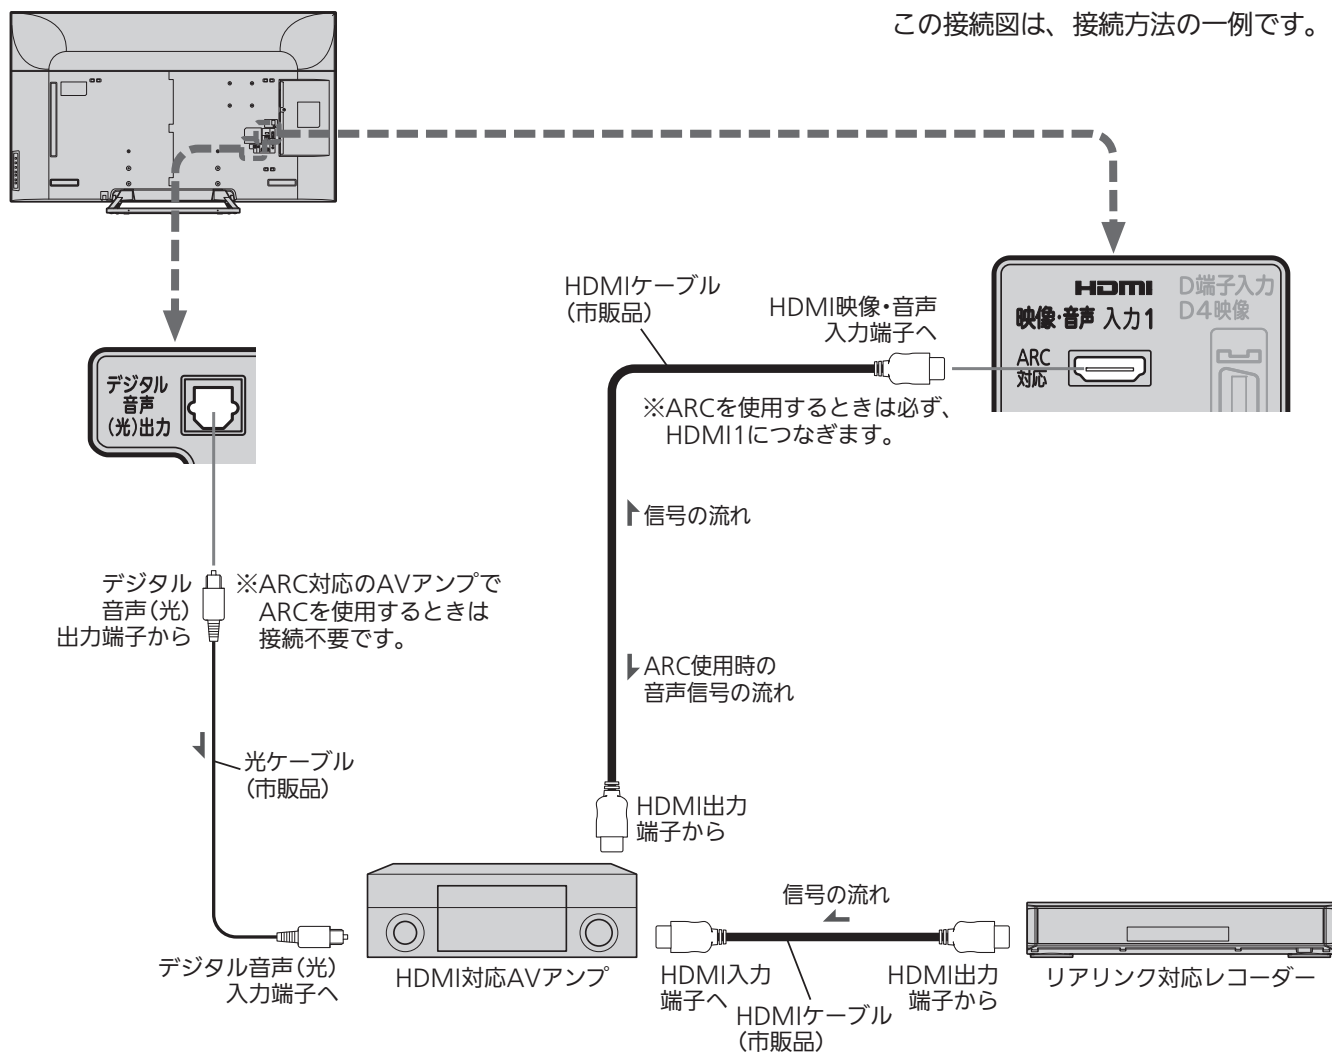 この接続図は、接続方法の一例です。
HDMI
映像・音声 入力1
D端子入力
D4映像
ARC
対応
HDMIケーブル
(市販品)
HDMI映像・音声
入力端子へ
※ARCを使用するときは必ず、
HDMI1につなぎます。
デジタル
音声
(光)出力
信号の流れ
デジタル
音声(光)
出力端子から
※ARC対応のAVアンプで
ARCを使用するときは
接続不要です。
ARC使用時の
音声信号の流れ
光ケーブル
(市販品)
HDMI出力
端子から
信号の流れ
デジタル音声(光)
入力端子へ
HDMI対応AVアンプ
HDMI入力
端子へ
HDMIケーブル
(市販品)
HDMI出力
端子から
リアリンク対応レコーダー